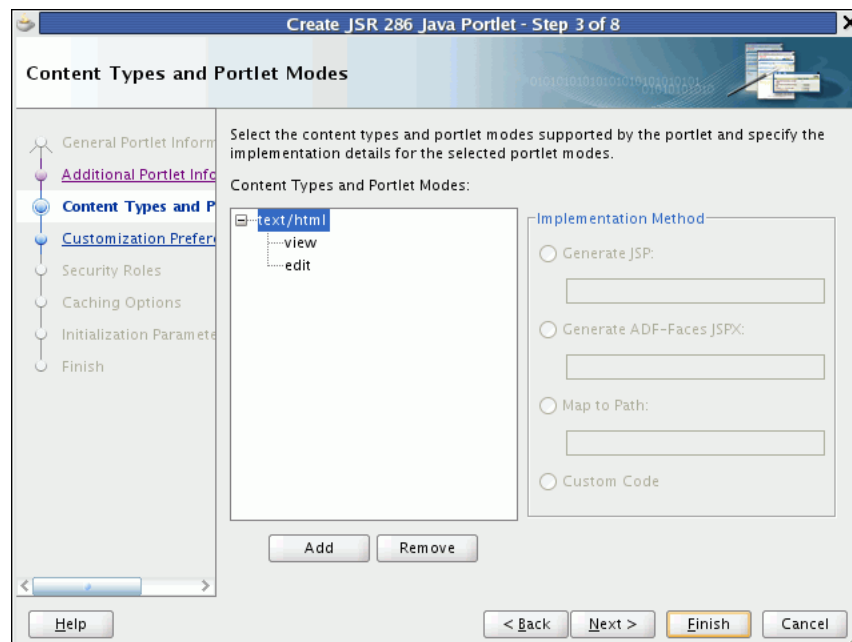 Create JSR 286 Java Portlet - Step 3 of 8
Content Types and Portlet Modes
General Portlet Inform
Additional Portlet Info
Content Types and P
Customization Prefer
Security Roles
Caching Options
Initialization Paramete
Finish
Select the content types and portlet modes supported by the portlet and specify the
implementation details for the selected portlet modes.
Content Types and Portlet Modes:
text/html
view
edit
Implementation Method
Generate JSP:
Generate ADF-Faces JSPX:
Map to Path:
Custom Code
Add
Remove
Help
< Back
Next >
Finish
Cancel